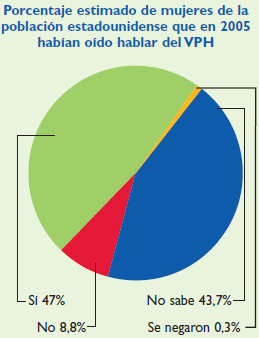 Porcentaje estimado de mujeres de la
población estadounidense que en 2005
habían oído hablar del VPH
Sí 47%
No sabe 43,7%
No 8,8%
Se negaron 0,3%